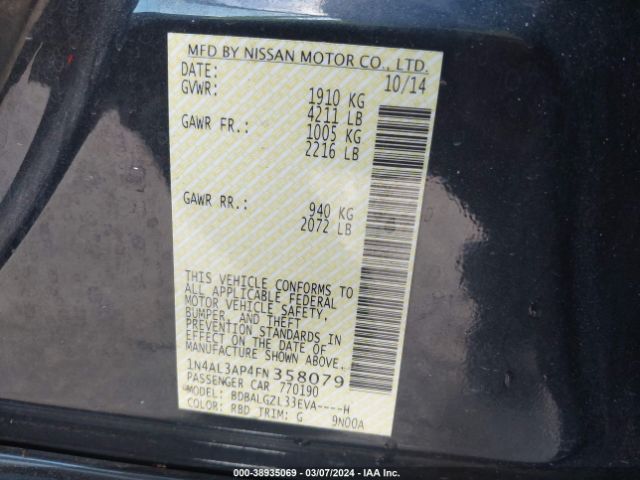 MFD BY NISSAN MOTOR CO., LTD.
DATE: 10/14
GVWR: 1910 KG
4211 LB
GAWR FR.: 1005 KG
2216 LB
GAWR RR.: 940 KG
2072 LB
THIS VEHICLE CONFORMS TO
ALL APPLICABLE FEDERAL
MOTOR VEHICLE SAFETY,
BUMPER, AND THEFT
PREVENTION STANDARDS IN
EFFECT ON THE DATE OF
MANUFACTURE SHOWN ABOVE.
1N4AL3AP4FN358079
PASSENGER CAR 770190
MODEL: BDBALGZL33EVA----H
COLOR: RBD TRIM: G 9N00A
000-38935069 - 03/07/2024 - IAA Inc.